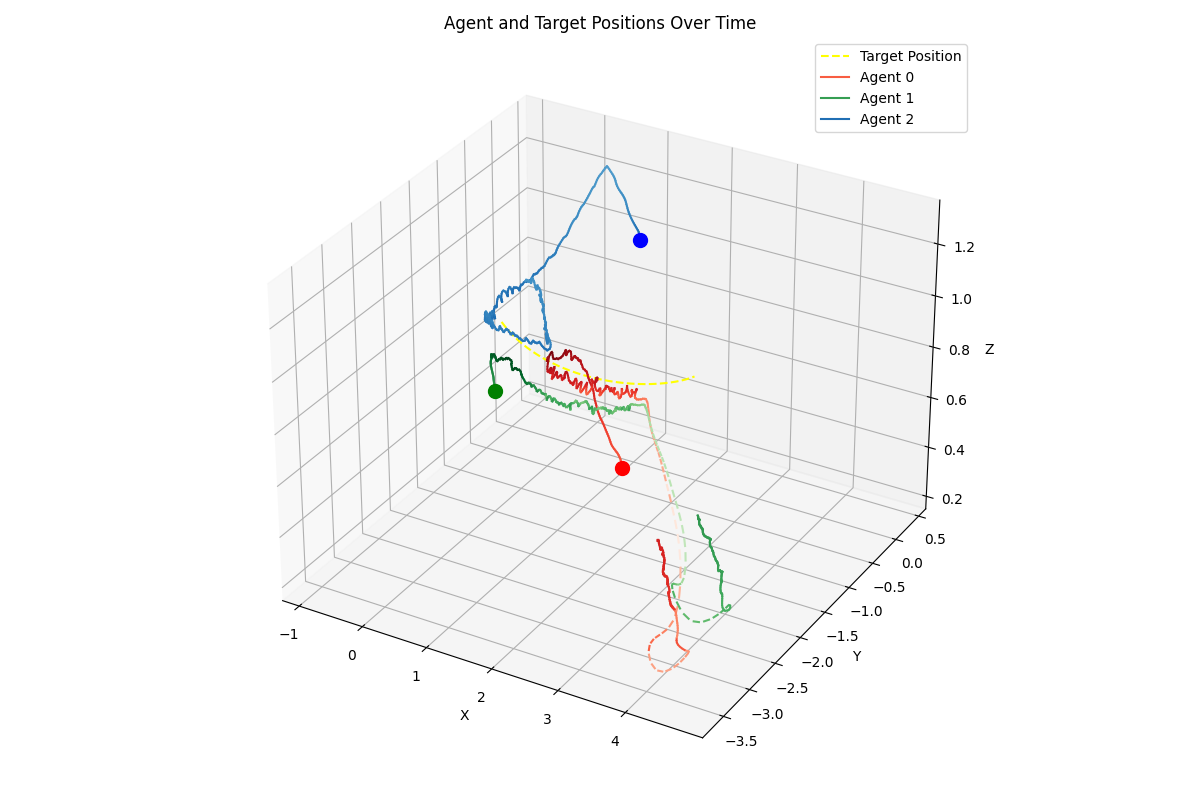 Agent and Target Positions Over Time
Target Position
Agent 0
Agent 1
Agent 2
1.2
1.0
0.8
0.6
0.4
0.2
Z
0.5
0.0
−0.5
−1.0
−1.5
−2.0
−2.5
−3.0
−3.5
Y
−1
0
1
2
3
4
X